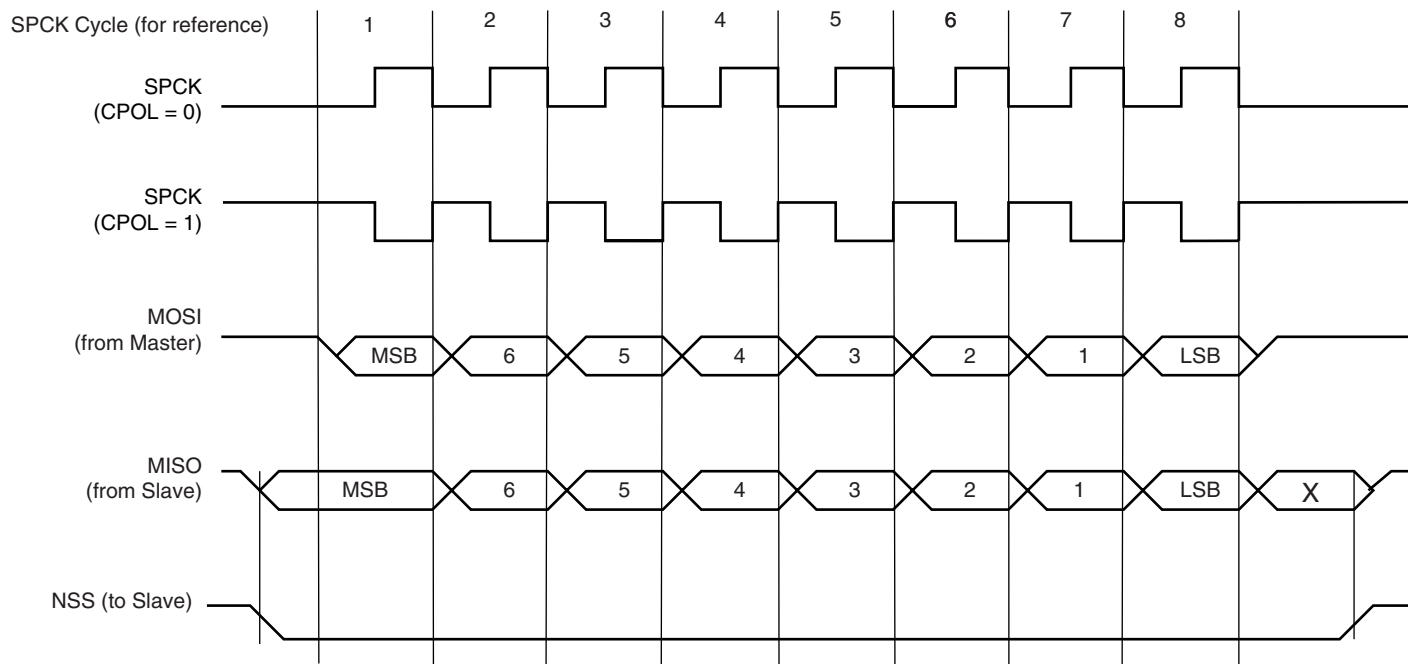 SPCK Cycle (for reference) 1 2 3 4 5 6 7 8
SPCK
(CPOL = 0)
SPCK
(CPOL = 1)
MOSI
(from Master)
MSB 6 5 4 3 2 1 LSB
MISO
(from Slave)
MSB 6 5 4 3 2 1 LSB X
NSS (to Slave)